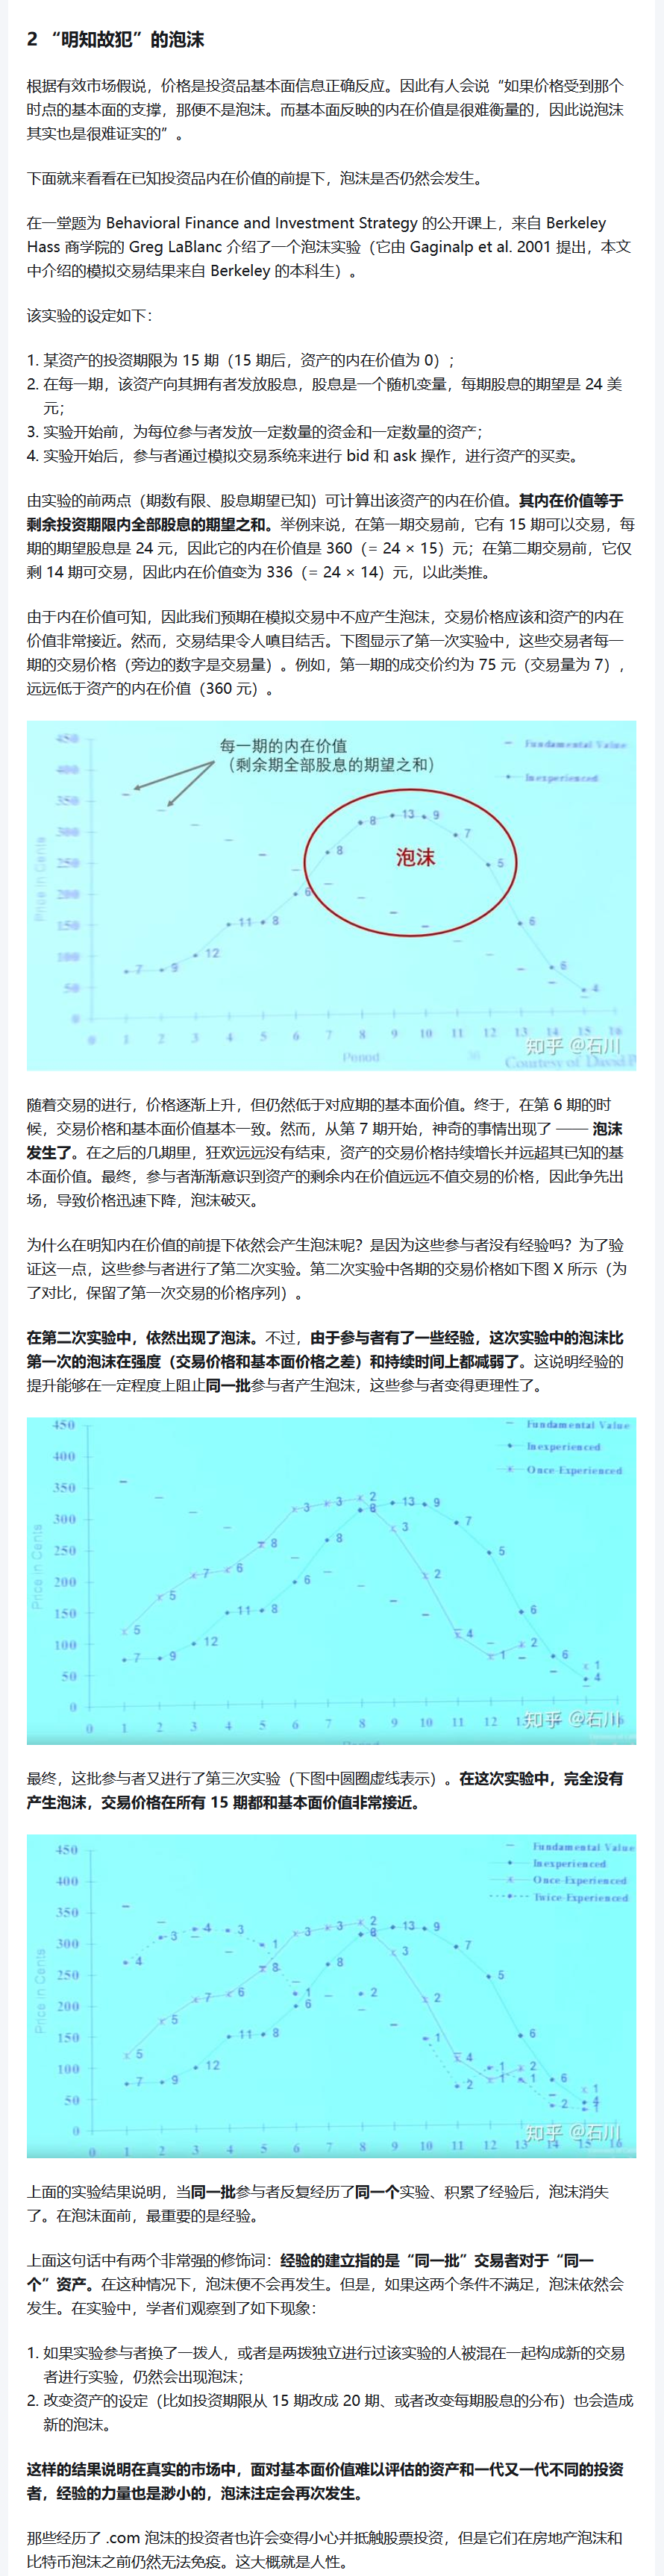 2 “明知故犯”的泡沫
根据有效市场假说，价格是投资品基本面信息正确反应。因此有人会说“如果价格受到那个
时点的基本面的支撑，那便不是泡沫。而基本面反映的内在价值是很难衡量的，因此说泡沫
其实也是很难证实的”。
下面就来看看在已知投资品内在价值的前提下，泡沫是否仍然会发生。
在一堂题为 Behavioral Finance and Investment Strategy 的公开课上，来自 Berkeley
Hass 商学院的 Greg LaBlanc 介绍了一个泡沫实验（它由 Gaginalp et al. 2001 提出，本文
中介绍的模拟交易结果来自 Berkeley 的本科生）。
该实验的设定如下：
1. 某资产的投资期限为 15 期（15 期后，资产的内在价值为 0）；
2. 在每一期，该资产向其拥有者发放股息，股息是一个随机变量，每期股息的期望是 24 美
元；
3. 实验开始前，为每位参与者发放一定数量的资金和一定数量的资产；
4. 实验开始后，参与者通过模拟交易系统来进行 bid 和 ask 操作，进行资产的买卖。
由实验的前两点（期数有限、股息期望已知）可计算出该资产的内在价值。其内在价值等于
剩余投资期限内全部股息的期望之和。举例来说，在第一期交易前，它有 15 期可以交易，每
期的期望股息是 24 元，因此它的内在价值是 360（= 24 × 15）元；在第二期交易前，它仅
剩 14 期可交易，因此内在价值变为 336（= 24 × 14）元，以此类推。
由于内在价值可知，因此我们预期在模拟交易中不应产生泡沫，交易价格应该和资产的内在
价值非常接近。然而，交易结果令人瞋目结舌。下图显示了第一次实验中，这些交易者每一
期的交易价格（旁边的数字是交易量）。例如，第一期的成交价约为 75 元（交易量为 7），
远远低于资产的内在价值（360 元）。
每一期的内在价值
（剩余期全部股息的期望之和）
Fundamental Value
Inexperienced
泡沫
Price in Cents
450
400
350
300
250
200
150
100
50
0
7 9 12 11 8 6 8 8 13 9 7 5 6 6 4
0 1 2 3 4 5 6 7 8 9 10 11 12 13 14 15 16
Period
36
Courtesy of David P
知乎 @石川
随着交易的进行，价格逐渐上升，但仍然低于对应期的基本面价值。终于，在第 6 期的时
候，交易价格和基本面价值基本一致。然而，从第 7 期开始，神奇的事情出现了 —— 泡沫
发生了。在之后的几期里，狂欢远远没有结束，资产的交易价格持续增长并远超其已知的基
本面价值。最终，参与者渐渐意识到资产的剩余内在价值远远不值交易的价格，因此争先出
场，导致价格迅速下降，泡沫破灭。
为什么在明知内在价值的前提下依然会产生泡沫呢？是因为这些参与者没有经验吗？为了验
证这一点，这些参与者进行了第二次实验。第二次实验中各期的交易价格如下图 X 所示（为
了对比，保留了第一次交易的价格序列）。
在第二次实验中，依然出现了泡沫。不过，由于参与者有了一些经验，这次实验中的泡沫比
第一次的泡沫在强度（交易价格和基本面价格之差）和持续时间上都减弱了。这说明经验的
提升能够在一定程度上阻止同一批参与者产生泡沫，这些参与者变得更理性了。
Fundamental Value
Inexperienced
Once-Experienced
Price in Cents
450
400
350
300
250
200
150
100
50
0
5 5 7 6 8 3 3 2 3 2 4 1 2 1
7 9 12 11 8 6 8 8 13 9 7 5 6 6 4
0 1 2 3 4 5 6 7 8 9 10 11 12 13
知乎 @石川
最终，这批参与者又进行了第三次实验（下图中圆圈虚线表示）。在这次实验中，完全没有
产生泡沫，交易价格在所有 15 期都和基本面价值非常接近。
Fundamental Value
Inexperienced
Once-Experienced
Twice-Experienced
Price in Cents
450
400
350
300
250
200
150
100
50
0
4 3 4 3 1 1 2 1 2 1 1 2
5 5 7 6 8 3 3 2 3 2 4 1 2 1
7 9 12 11 8 6 8 8 13 9 7 5 6 6 4
0 1 2 3 4 5 6 7 8 9 10 11 12 13 14 15 16
知乎 @石川
上面的实验结果说明，当同一批参与者反复经历了同一个实验、积累了经验后，泡沫消失
了。在泡沫面前，最重要的是经验。
上面这句话中有两个非常强的修饰词：经验的建立指的是“同一批”交易者对于“同一
个”资产。在这种情况下，泡沫便不会再发生。但是，如果这两个条件不满足，泡沫依然会
发生。在实验中，学者们观察到了如下现象：
1. 如果实验参与者换了一拨人，或者是两拨独立进行过该实验的人被混在一起构成新的交易
者进行实验，仍然会出现泡沫；
2. 改变资产的设定（比如投资期限从 15 期改成 20 期、或者改变每期股息的分布）也会造成
新的泡沫。
这样的结果说明在真实的市场中，面对基本面价值难以评估的资产和一代又一代不同的投资
者，经验的力量也是渺小的，泡沫注定会再次发生。
那些经历了 .com 泡沫的投资者也许会变得小心并抵触股票投资，但是它们在房地产泡沫和
比特币泡沫之前仍然无法免疫。这大概就是人性。